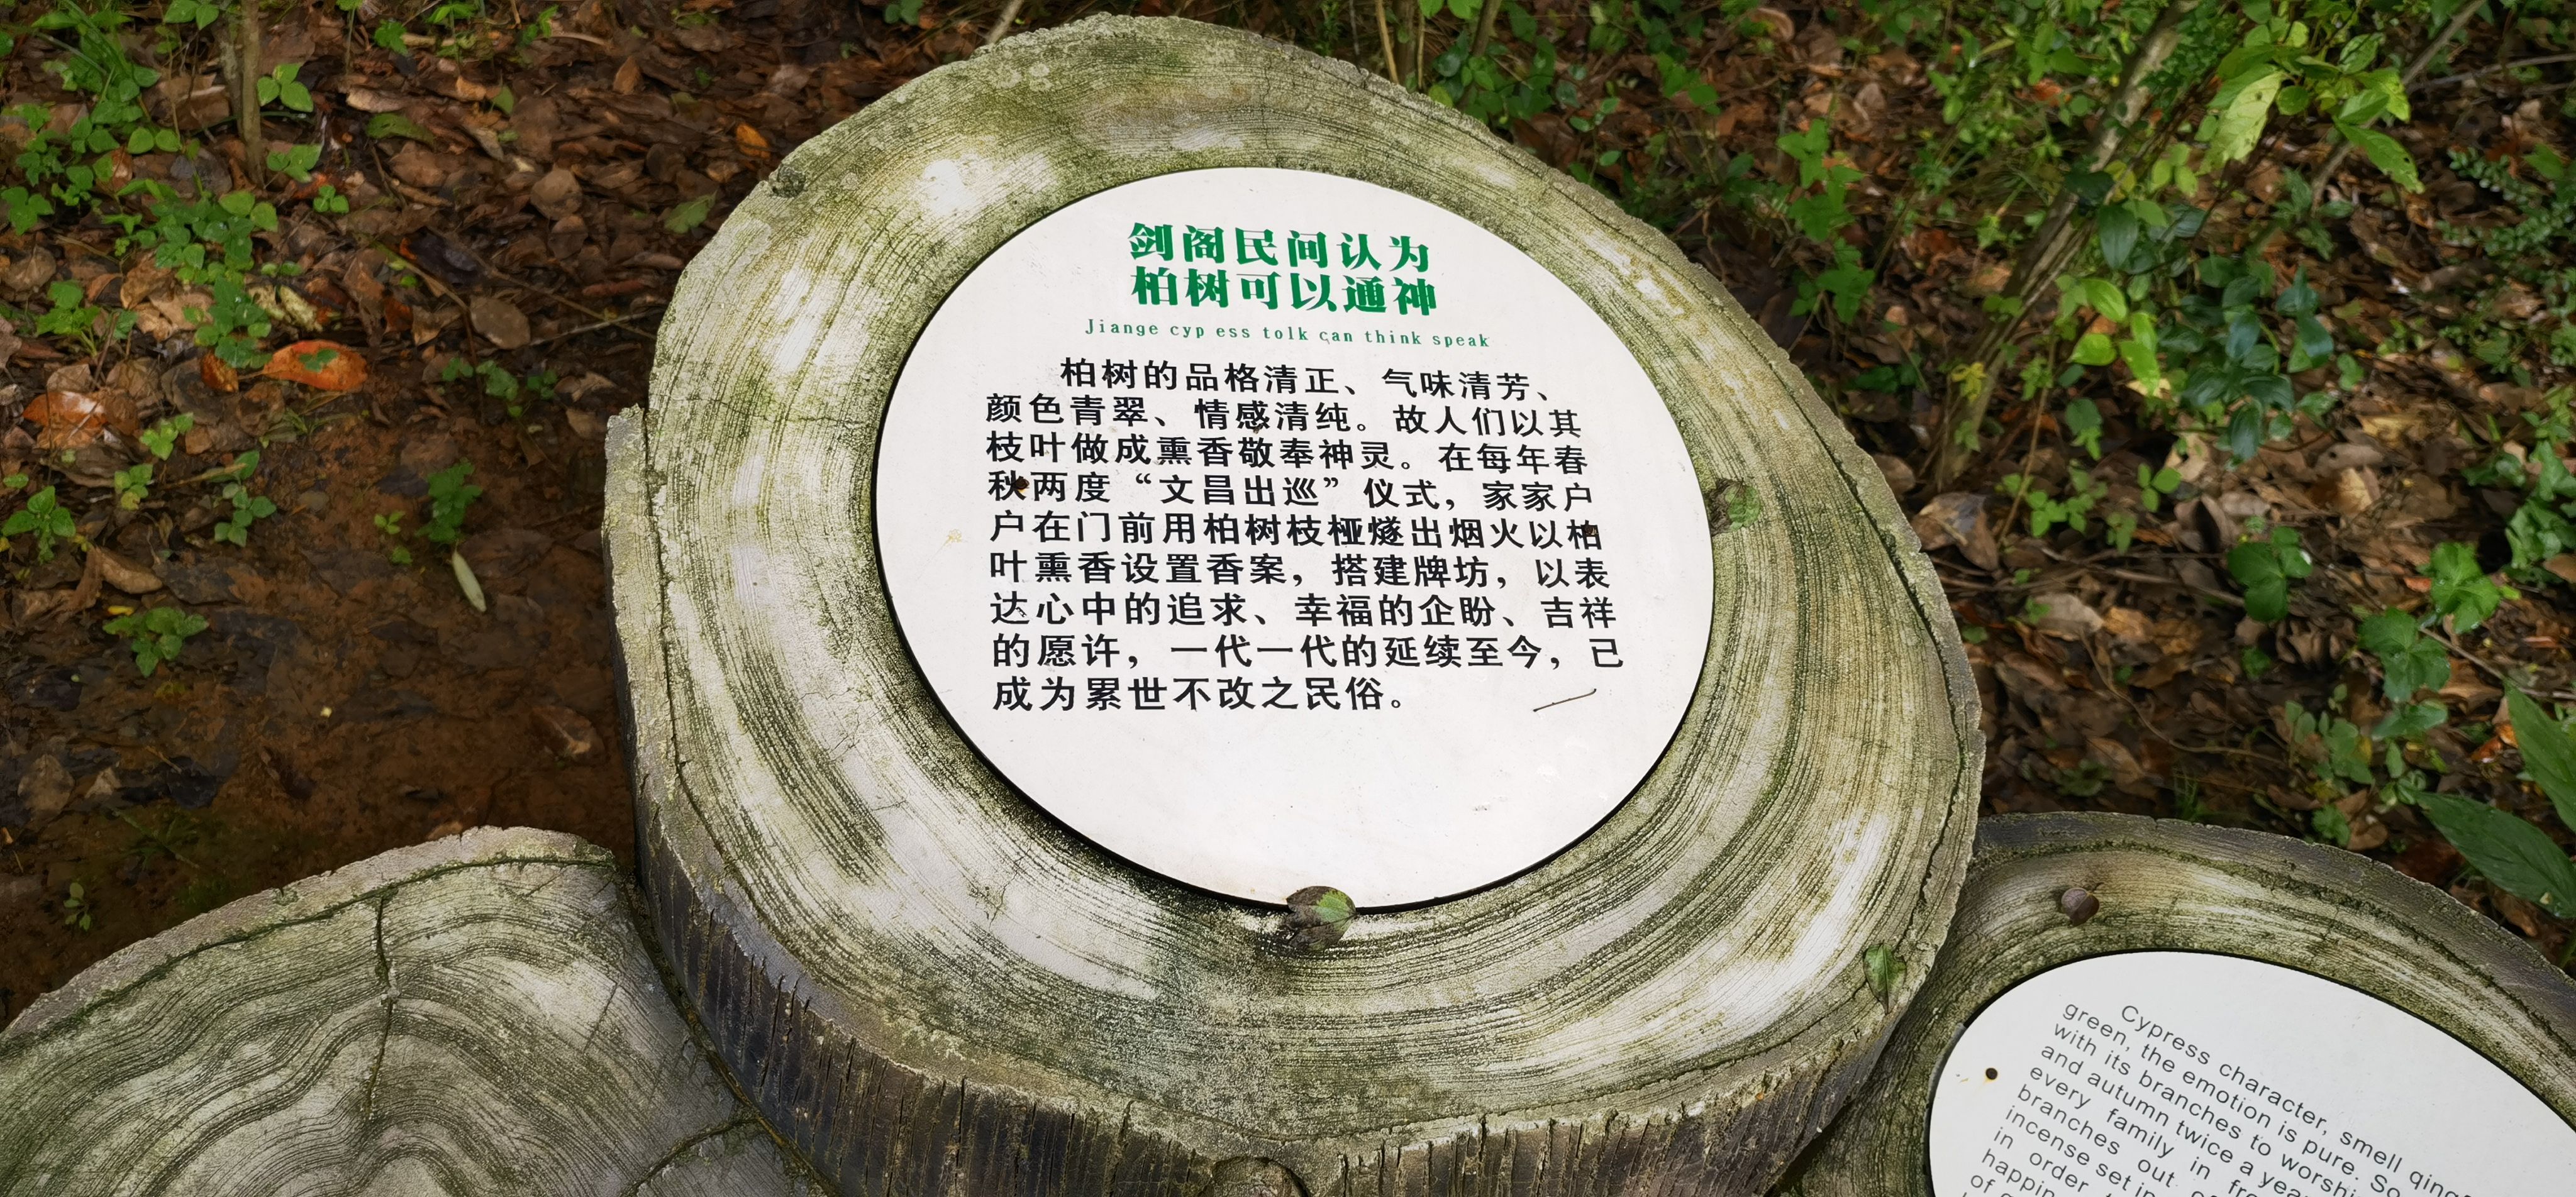 剑阁民间认为
柏树可以通神
Jiange cyp ess tolk can think speak
柏树的品格清正、气味清芳、
颜色青翠、情感清纯。故人们以其
枝叶做成熏香敬奉神灵。在每年春
秋两度“文昌出巡”仪式，家家户
户在门前用柏树枝桠燧出烟火以柏
叶熏香设置香案，搭建牌坊，以表
达心中的追求、幸福的企盼、吉祥
的愿许，一代一代的延续至今，已
成为累世不改之民俗。
Cypress character, smell qing
green, the emotion is pure. So
with its branches to worship
and autumn twice a year
every family in
branches out
incense set in
in order
of